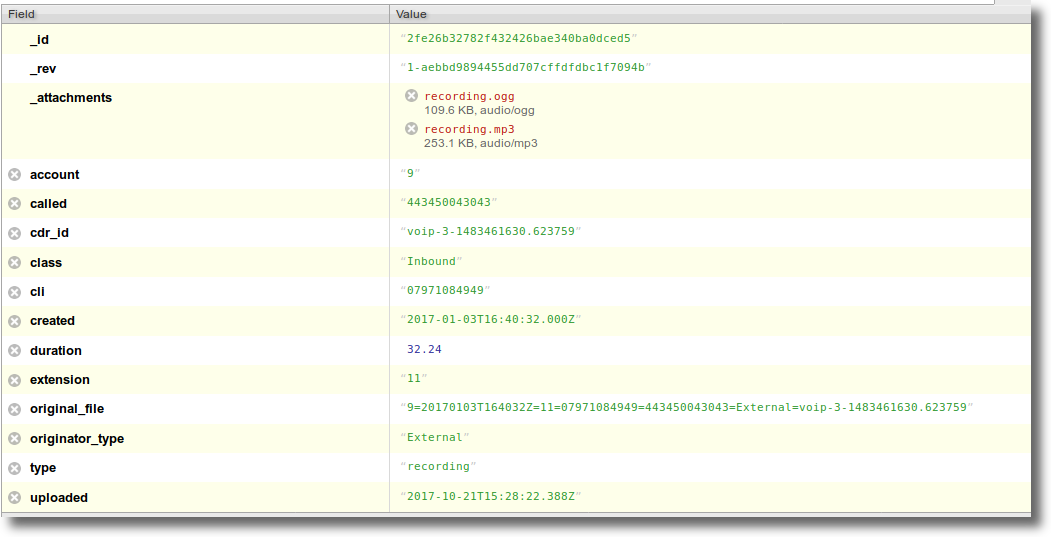 Field Value
_id "2fe26b32782f432426bae340ba0dced5"
_rev "1-aebbd9894455dd707cffdfdbc1f7094b"
_attachments recording.ogg
109.6 KB, audio/ogg
recording.mp3
253.1 KB, audio/mp3
account "9"
called "443450043043"
cdr_id "voip-3-1483461630.623759"
class "Inbound"
cli "07971084949"
created "2017-01-03T16:40:32.000Z"
duration 32.24
extension "11"
original_file "9=20170103T164032Z=11=07971084949=443450043043=External=voip-3-1483461630.623759"
originator_type "External"
type "recording"
uploaded "2017-10-21T15:28:22.388Z"